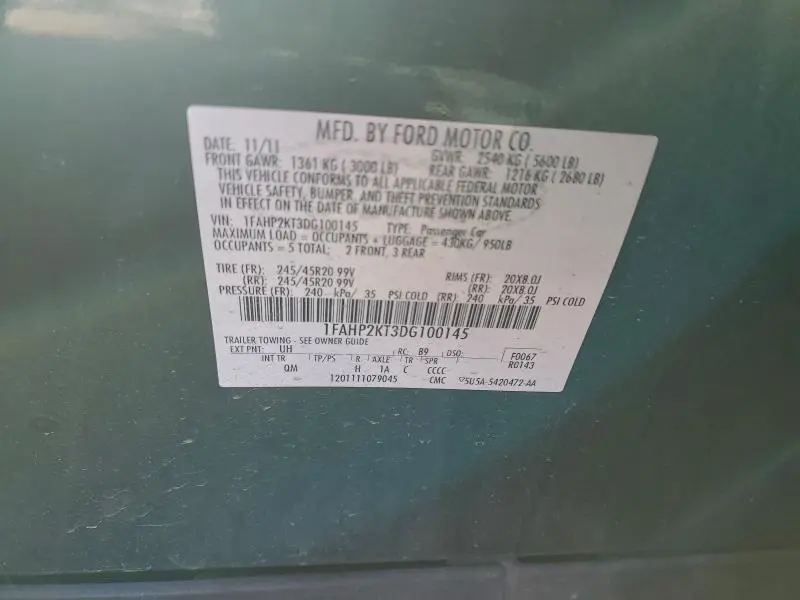 MFD. BY FORD MOTOR CO.
DATE: 11/11 GVWR: 2540 KG ( 5600 LB)
FRONT GAWR: 1361 KG ( 3000 LB) REAR GAWR: 1216 KG ( 2680 LB)
THIS VEHICLE CONFORMS TO ALL APPLICABLE FEDERAL MOTOR
VEHICLE SAFETY, BUMPER, AND THEFT PREVENTION STANDARDS
IN EFFECT ON THE DATE OF MANUFACTURE SHOWN ABOVE.
VIN: 1FAHP2KT3DG100145 TYPE: Passenger Car
MAXIMUM LOAD = OCCUPANTS + LUGGAGE = 430KG/ 950LB
OCCUPANTS = 5 TOTAL; 2 FRONT, 3 REAR
TIRE (FR): 245/45R20 99V RIMS (FR): 20X8.0J
(RR): 245/45R20 99V (RR): 20X8.0J
PRESSURE (FR): 240 kPa/ 35 PSI COLD (RR): 240 kPa/ 35 PSI COLD
1FAHP2KT3DG100145
TRAILER TOWING - SEE OWNER GUIDE
EXT PNT: UH RC: B9 DSO: F0067
INT TR TP/PS R AXLE TR SPR R0143
QM H 1A C CCCC
1201111079045 CMC 5U5A-5420472-AA